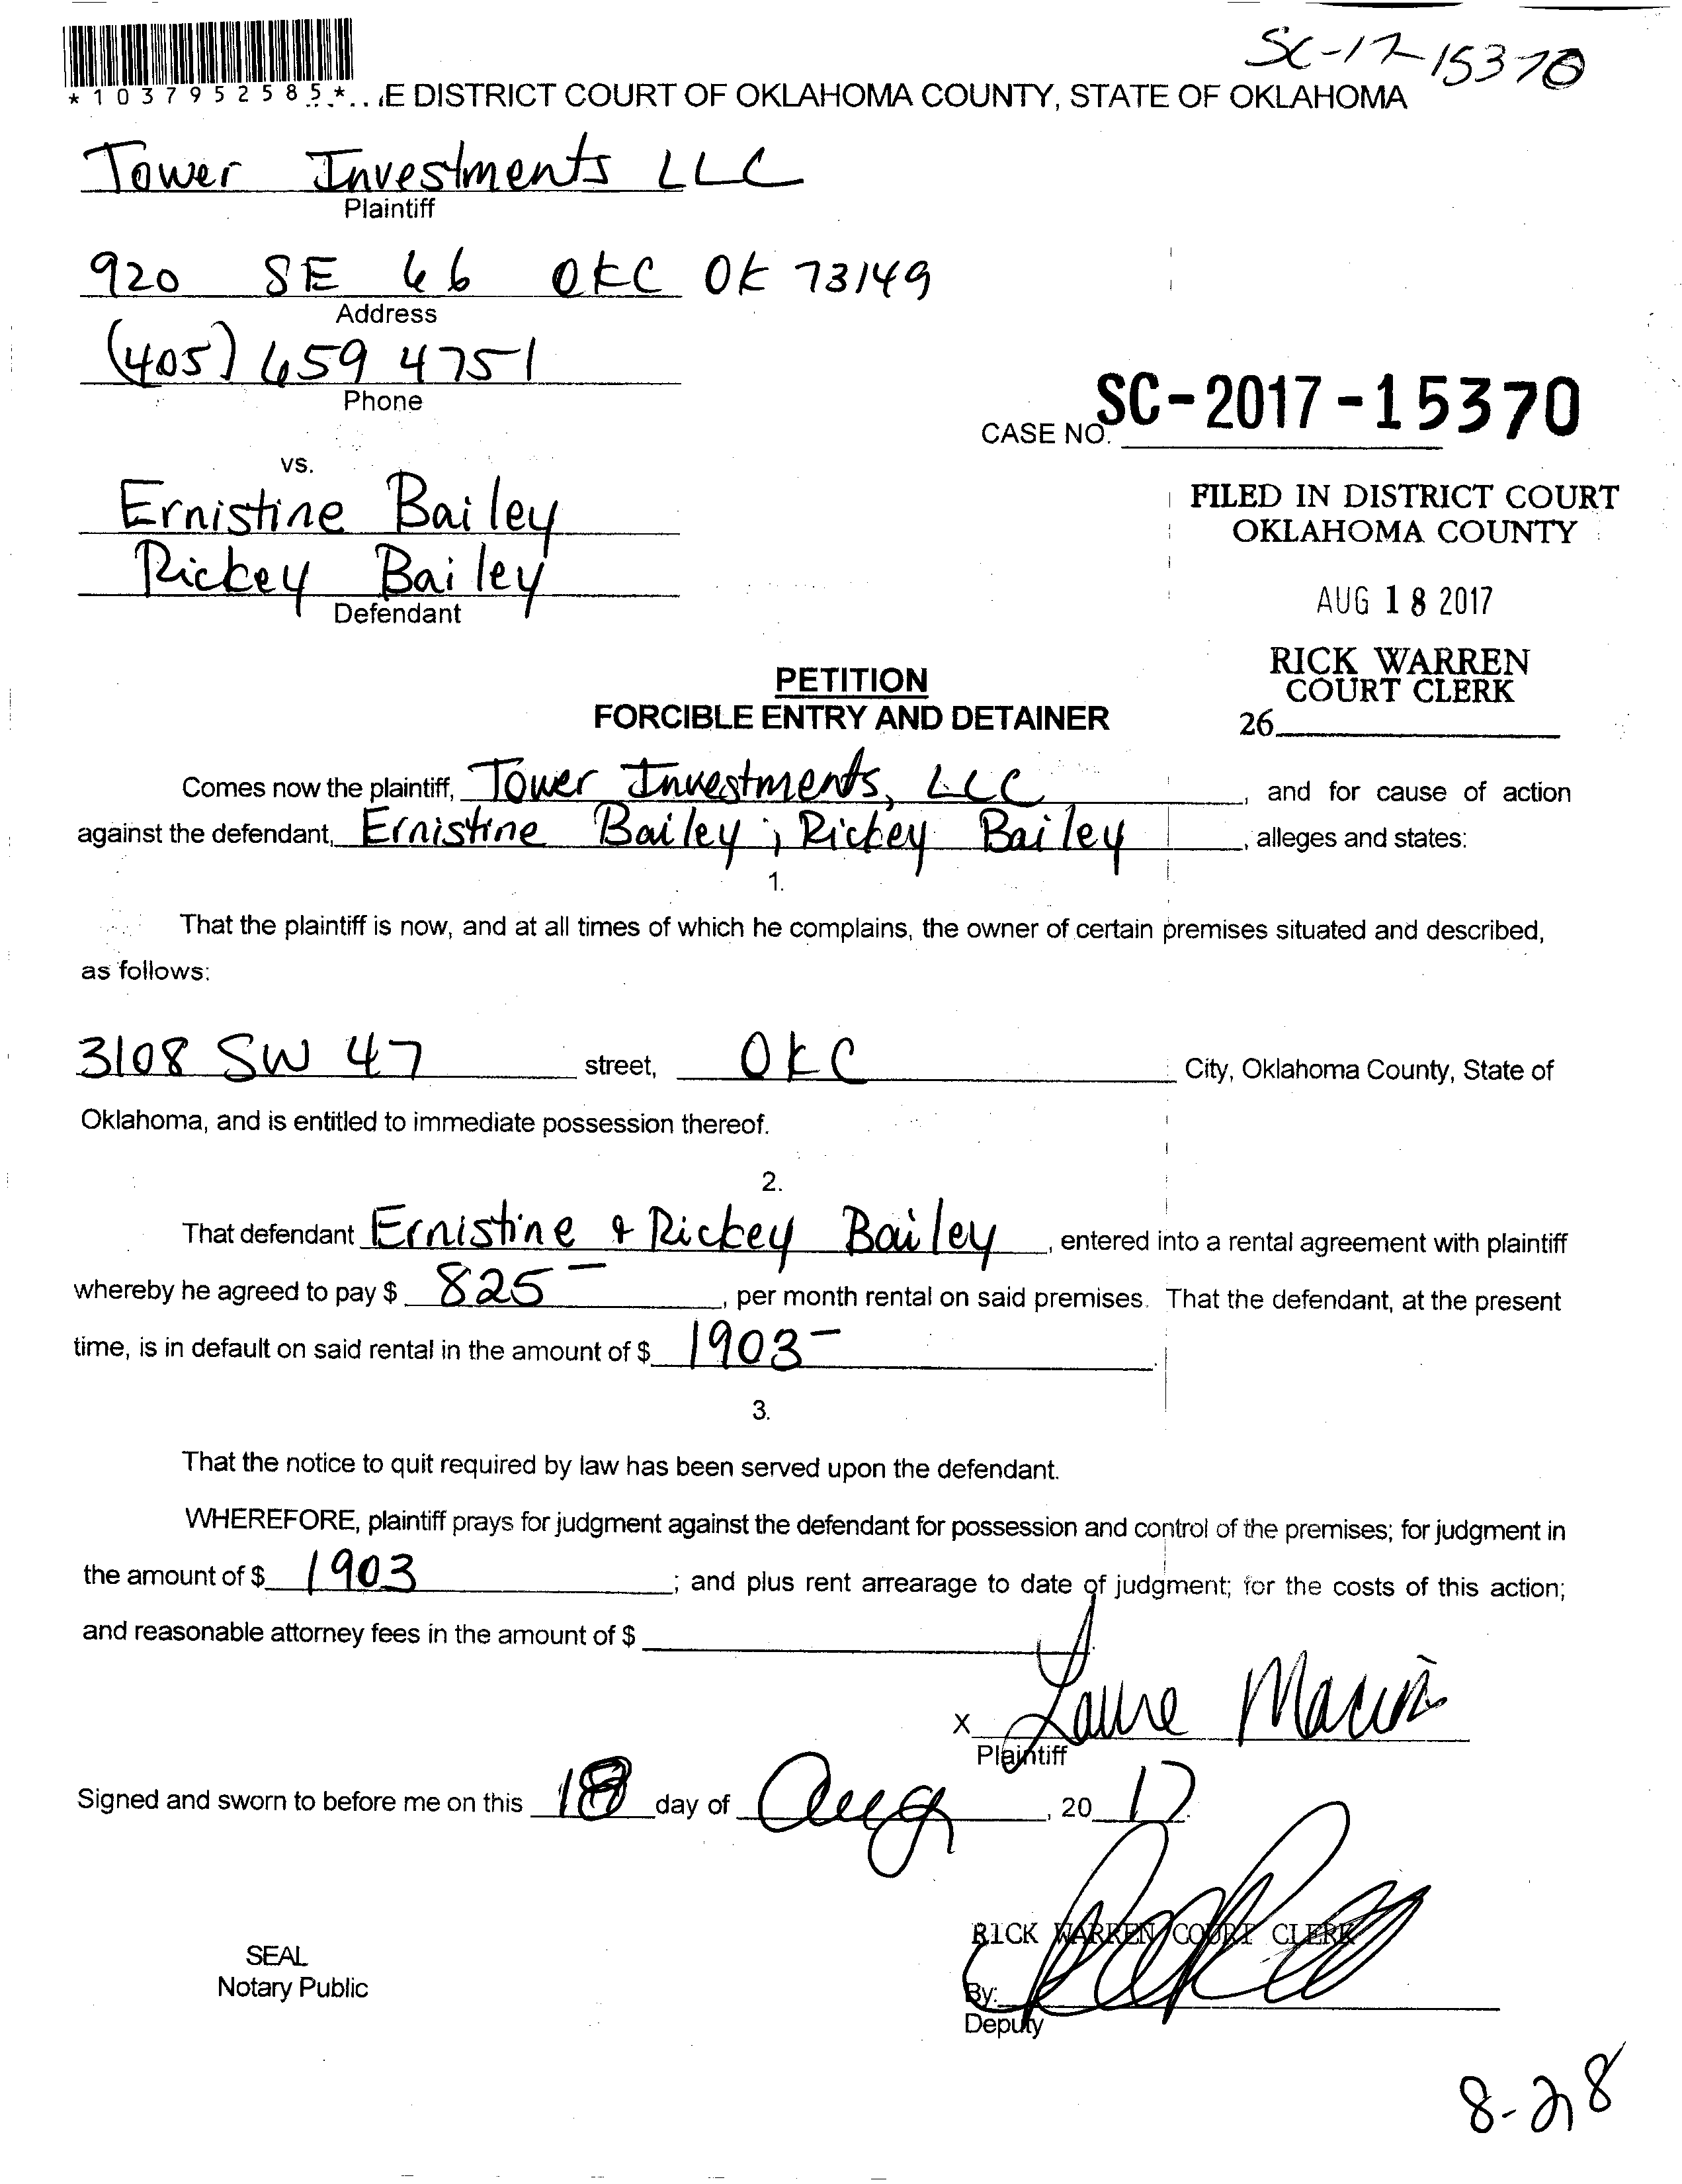 SC-17-15370
*1037952585*
E DISTRICT COURT OF OKLAHOMA COUNTY, STATE OF OKLAHOMA
Tower Investments LLC
Plaintiff
920 SE 66 OKC OK 73149
Address
(405) 659 4751
Phone
SC-2017-15370
CASE NO.
vs.
Ernistine Bailey
Rickey Bailey
Defendant
FILED IN DISTRICT COURT
OKLAHOMA COUNTY
AUG 18 2017
RICK WARREN
COURT CLERK
26
PETITION
FORCIBLE ENTRY AND DETAINER
Comes now the plaintiff, Tower Investments, LLC, and for cause of action
against the defendant, Ernistine Bailey; Rickey Bailey, alleges and states:
1.
That the plaintiff is now, and at all times of which he complains, the owner of certain premises situated and described,
as follows:
3108 SW 47 street, OKC City, Oklahoma County, State of
Oklahoma, and is entitled to immediate possession thereof.
2.
That defendant Ernistine & Rickey Bailey, entered into a rental agreement with plaintiff
whereby he agreed to pay $ 825-, per month rental on said premises. That the defendant, at the present
time, is in default on said rental in the amount of $ 1903-.
3.
That the notice to quit required by law has been served upon the defendant.
WHEREFORE, plaintiff prays for judgment against the defendant for possession and control of the premises; for judgment in
the amount of $ 1903; and plus rent arrearage to date of judgment; for the costs of this action;
and reasonable attorney fees in the amount of $
X
Plaintiff
Signed and sworn to before me on this 18 day of Aug, 20 17.
RICK WARREN COURT CLERK
SEAL
Notary Public
By:
Deputy
8-28